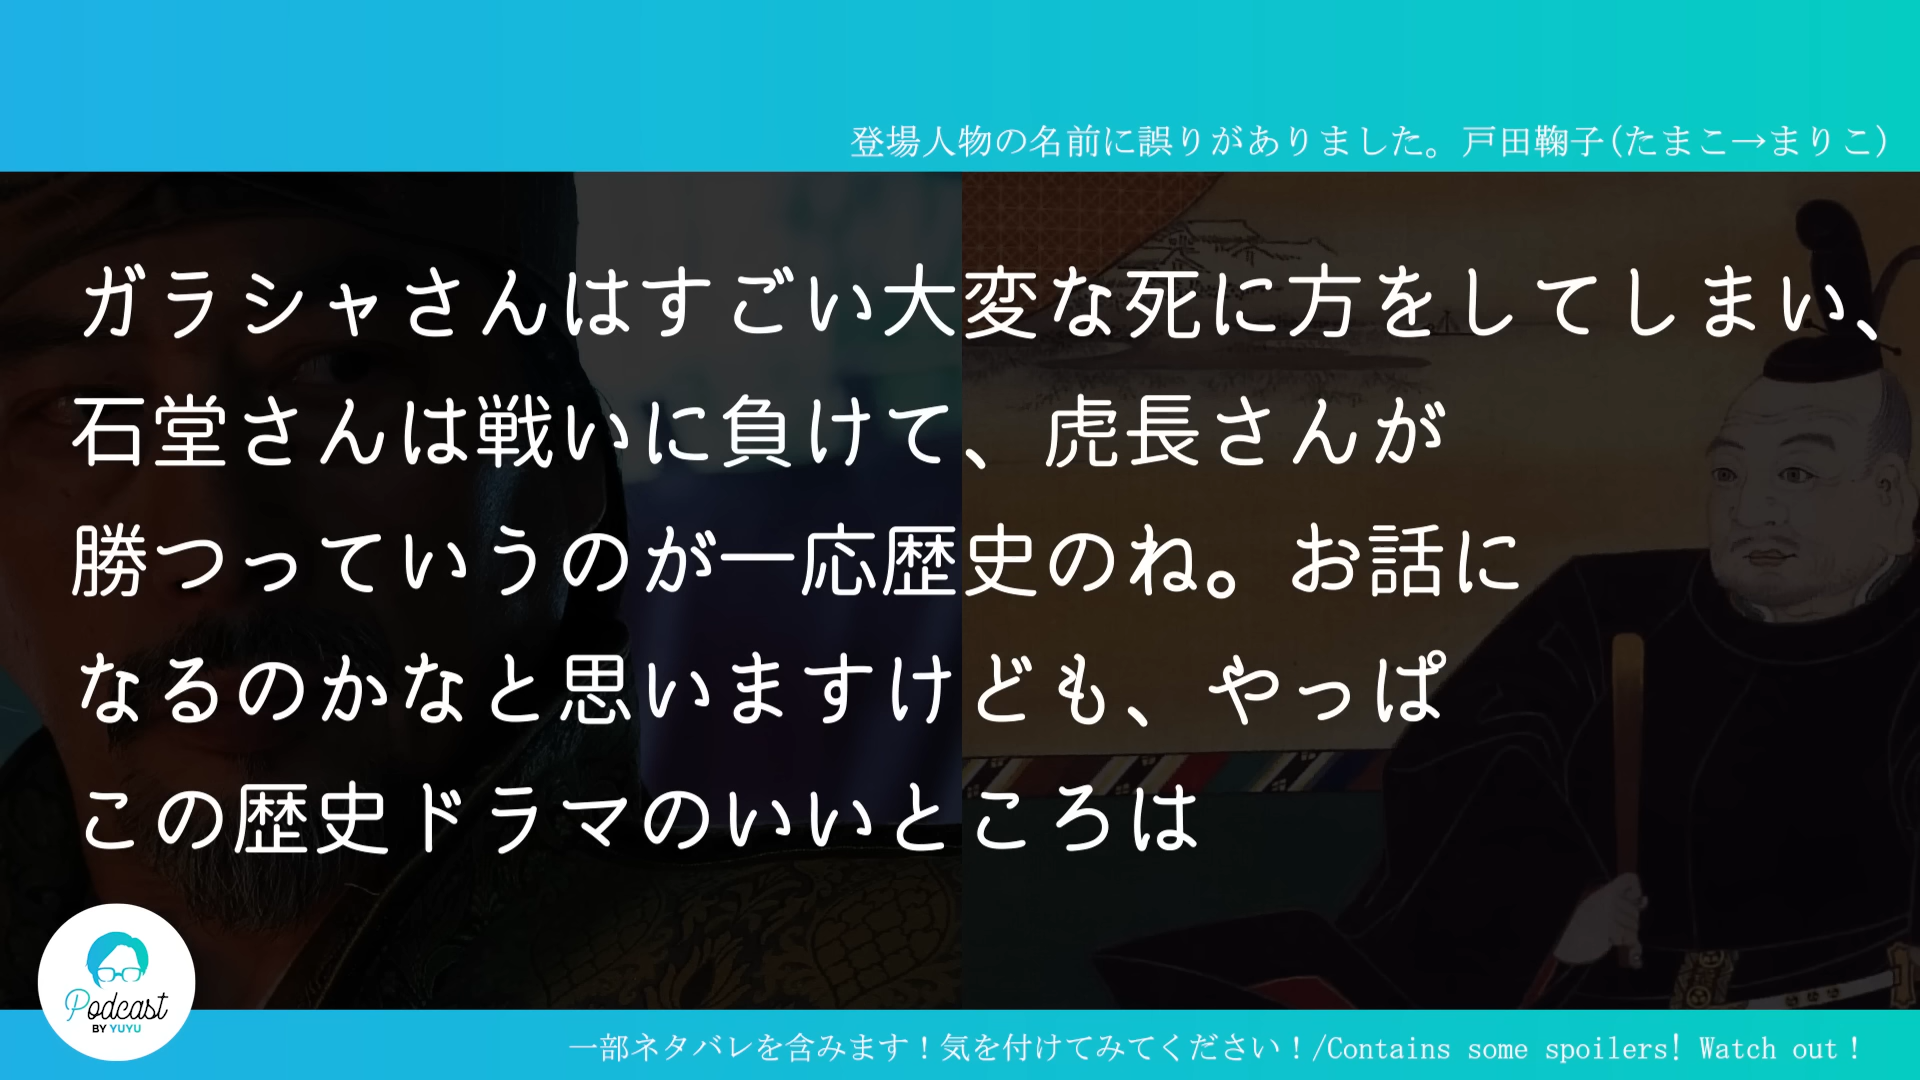 登場人物の名前に誤りがありました。戸田鞠子(たまこ→まりこ)
ガラシャさんはすごい大変な死に方をしてしまい、
石堂さんは戦いに負けて、虎長さんが
勝つっていうのが一応歴史のね。お話に
なるのかなと思いますけども、やっぱ
この歴史ドラマのいいところは
Podcast
BY YUYU
一部ネタバレを含みます！気を付けてみてください！/Contains some spoilers! Watch out！